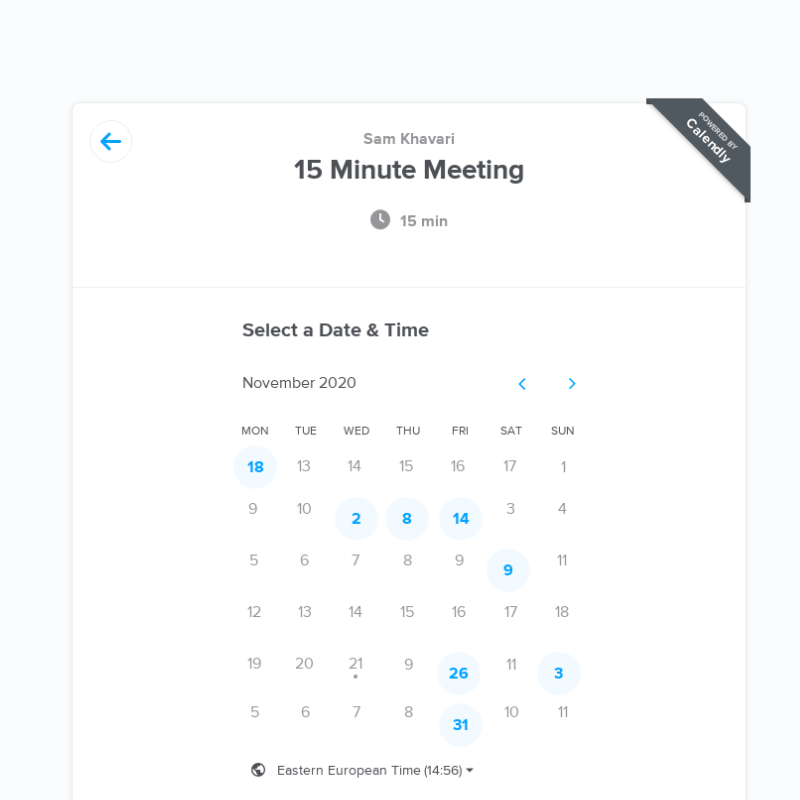 POWERED BY
Calendly
Sam Khavari
15 Minute Meeting
15 min
Select a Date & Time
November 2020
MON TUE WED THU FRI SAT SUN
18 13 14 15 16 17 1
9 10 2 8 14 3 4
5 6 7 8 9 9 11
12 13 14 15 16 17 18
19 20 21 9 26 11 3
5 6 7 8 31 10 11
Eastern European Time (14:56)